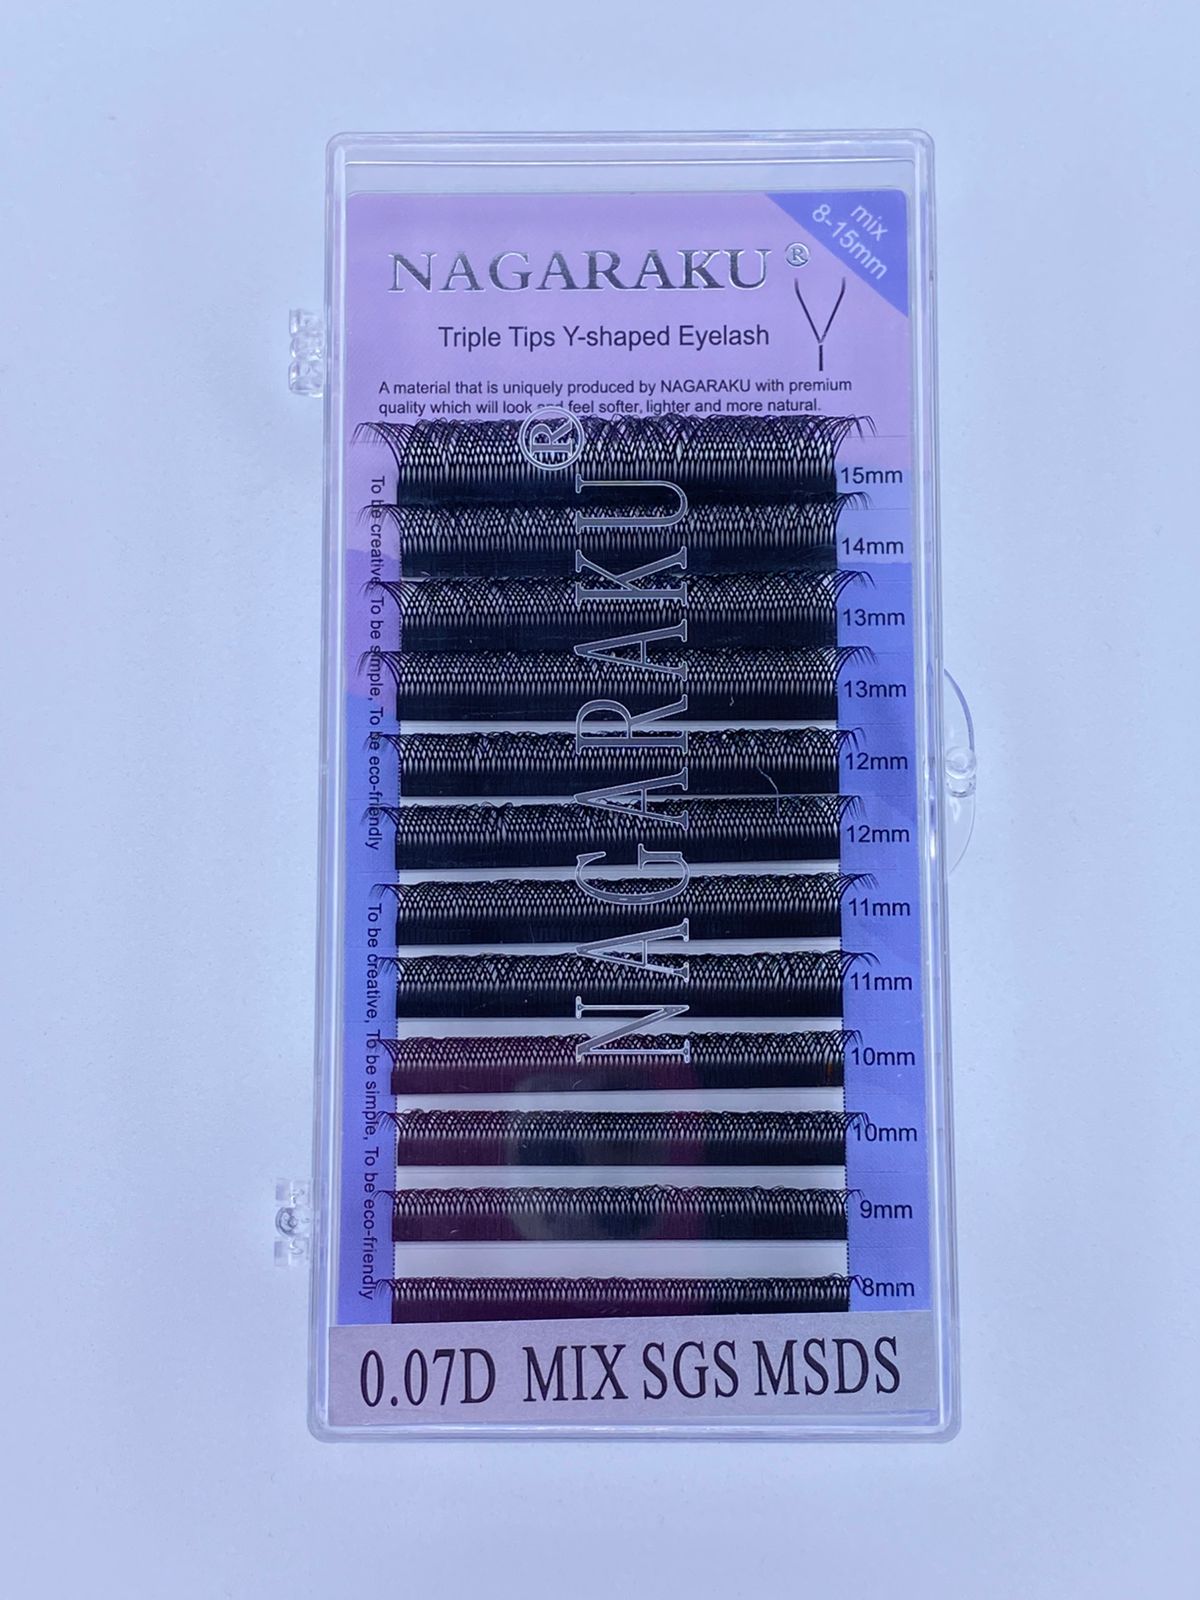 mix
8-15mm
NAGARAKU®
Triple Tips Y-shaped Eyelash
A material that is uniquely produced by NAGARAKU with premium
quality which will look and feel softer, lighter and more natural.
NAGARAKU®
To be creative, To be simple, To be eco-friendly
To be creative, To be simple, To be eco-friendly
15mm
14mm
13mm
13mm
12mm
12mm
11mm
11mm
10mm
10mm
9mm
8mm
0.07D MIX SGS MSDS